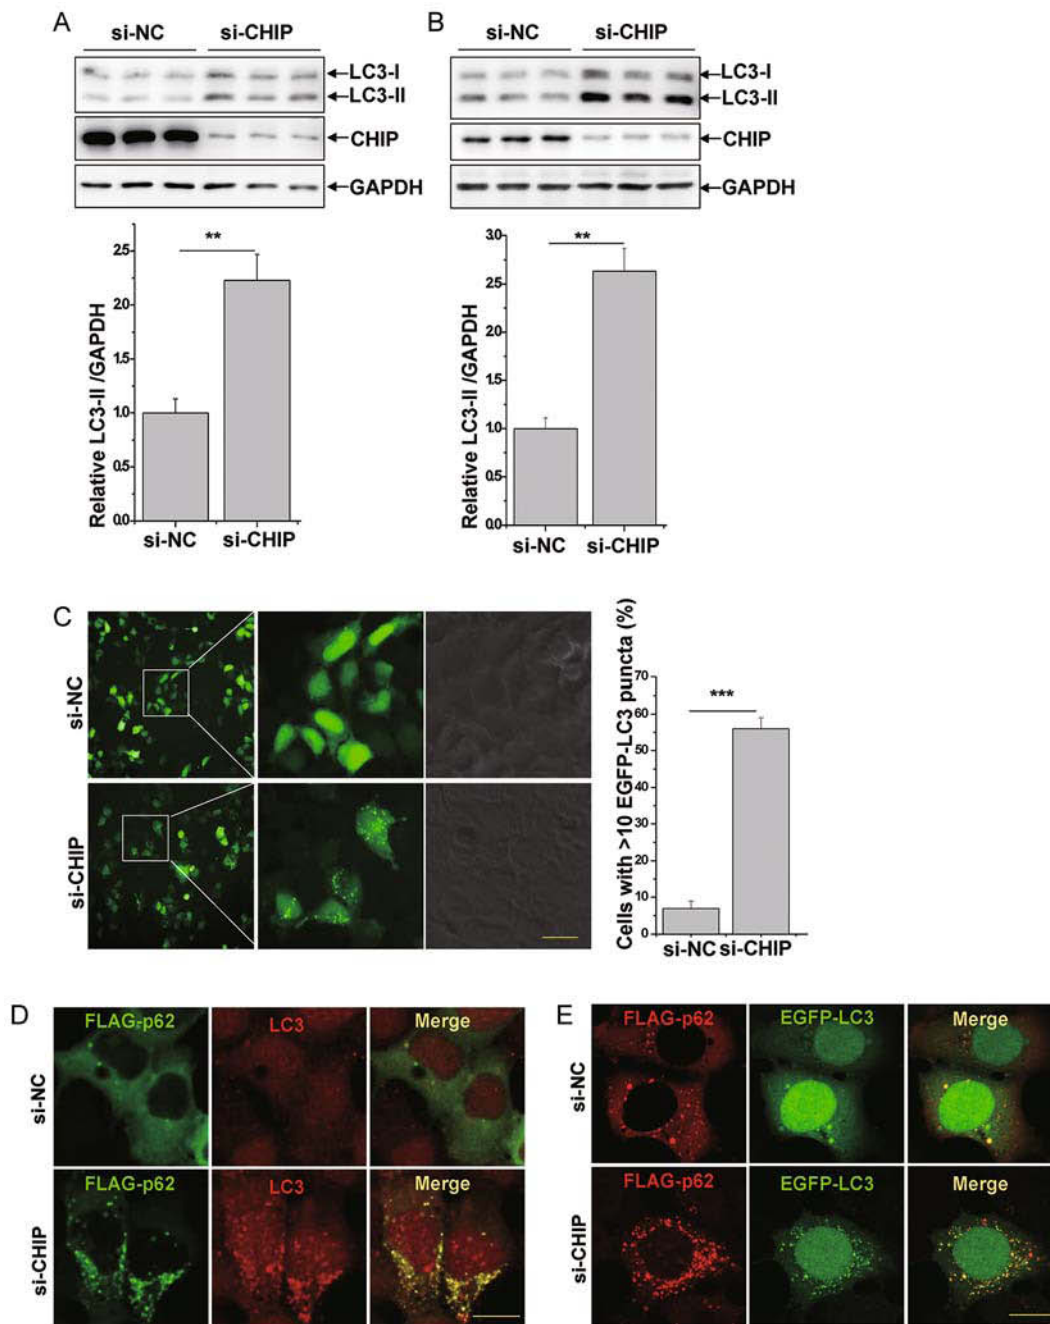 A
si-NC si-CHIP
LC3-I
LC3-II
CHIP
GAPDH
Relative LC3-II /GAPDH
2.5
2.0
1.5
1.0
0.5
0.0
**
si-NC si-CHIP
B
si-NC si-CHIP
LC3-I
LC3-II
CHIP
GAPDH
Relative LC3-II /GAPDH
3.0
2.5
2.0
1.5
1.0
0.5
0.0
**
si-NC si-CHIP
C
si-NC
si-CHIP
Cells with >10 EGFP-LC3 puncta (%)
70
60
50
40
30
20
10
0
***
si-NC si-CHIP
D
si-NC
FLAG-p62 LC3 Merge
si-CHIP
FLAG-p62 LC3 Merge
E
si-NC
FLAG-p62 EGFP-LC3 Merge
si-CHIP
FLAG-p62 EGFP-LC3 Merge